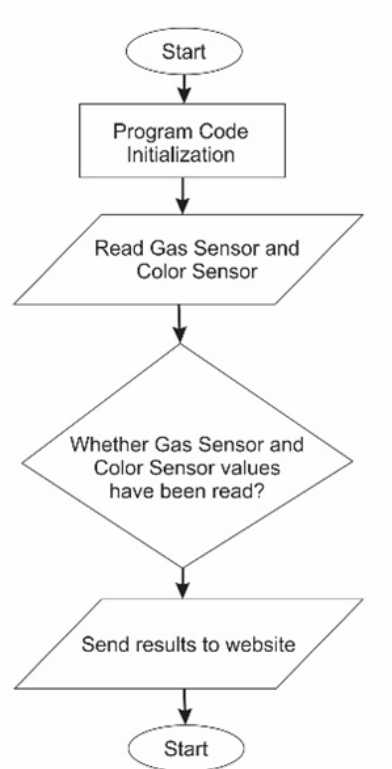 Start
Program Code
Initialization
Read Gas Sensor and
Color Sensor
Whether Gas Sensor and
Color Sensor values
have been read?
Send results to website
Start